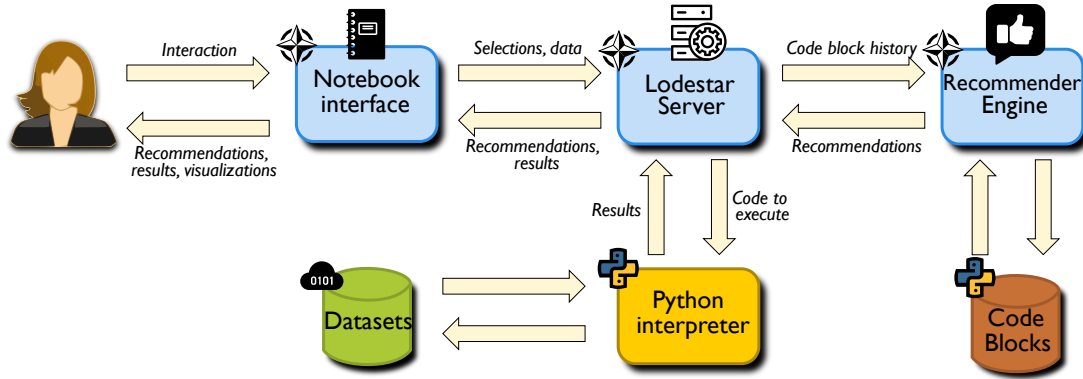 Interaction
Recommendations,
results, visualizations
Notebook
interface
Selections, data
Recommendations,
results
Lodestar
Server
Code block history
Recommendations
Recommender
Engine
Results
Code to
execute
0101
Datasets
Python
interpreter
Code
Blocks